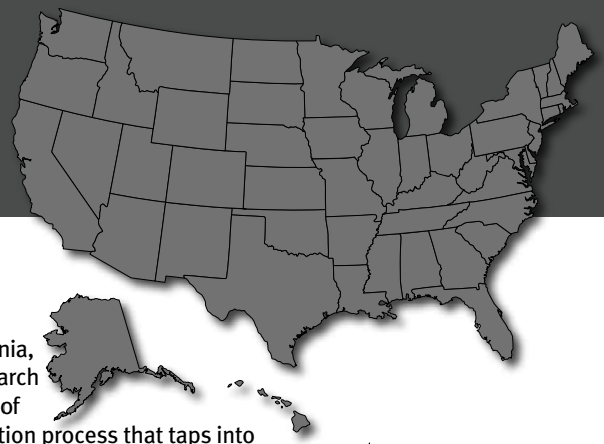 nia,
arch
of
tion process that taps into